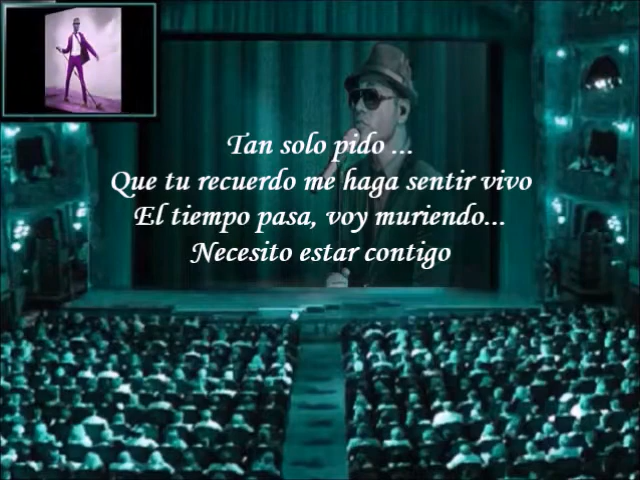 Tan solo pido ...
Que tu recuerdo me haga sentir vivo
El tiempo pasa, voy muriendo...
Necesito estar contigo